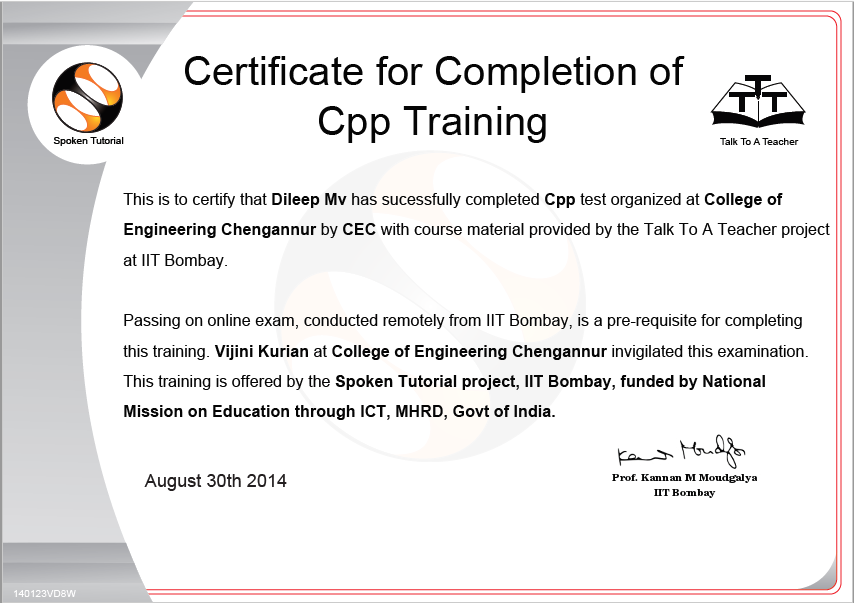 Certificate for Completion of
Cpp Training
Spoken Tutorial
TTT
Talk To A Teacher
This is to certify that Dileep Mv has sucessfully completed Cpp test organized at College of
Engineering Chengannur by CEC with course material provided by the Talk To A Teacher project
at IIT Bombay.
Passing on online exam, conducted remotely from IIT Bombay, is a pre-requisite for completing
this training. Vijini Kurian at College of Engineering Chengannur invigilated this examination.
This training is offered by the Spoken Tutorial project, IIT Bombay, funded by National
Mission on Education through ICT, MHRD, Govt of India.
August 30th 2014
Kannan Moudgalya
Prof. Kannan M Moudgalya
IIT Bombay
140123VD8W